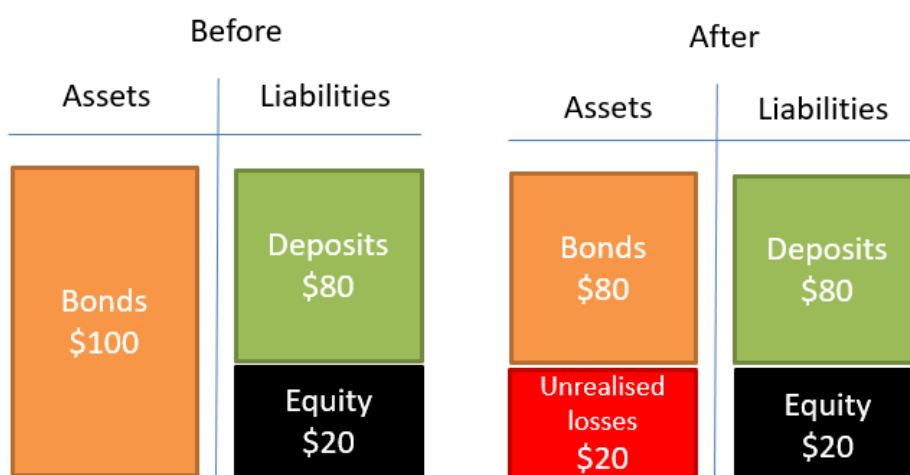 Before
Assets
Liabilities
Bonds
$100
Deposits
$80
Equity
$20
After
Assets
Liabilities
Bonds
$80
Unrealised
losses
$20
Deposits
$80
Equity
$20